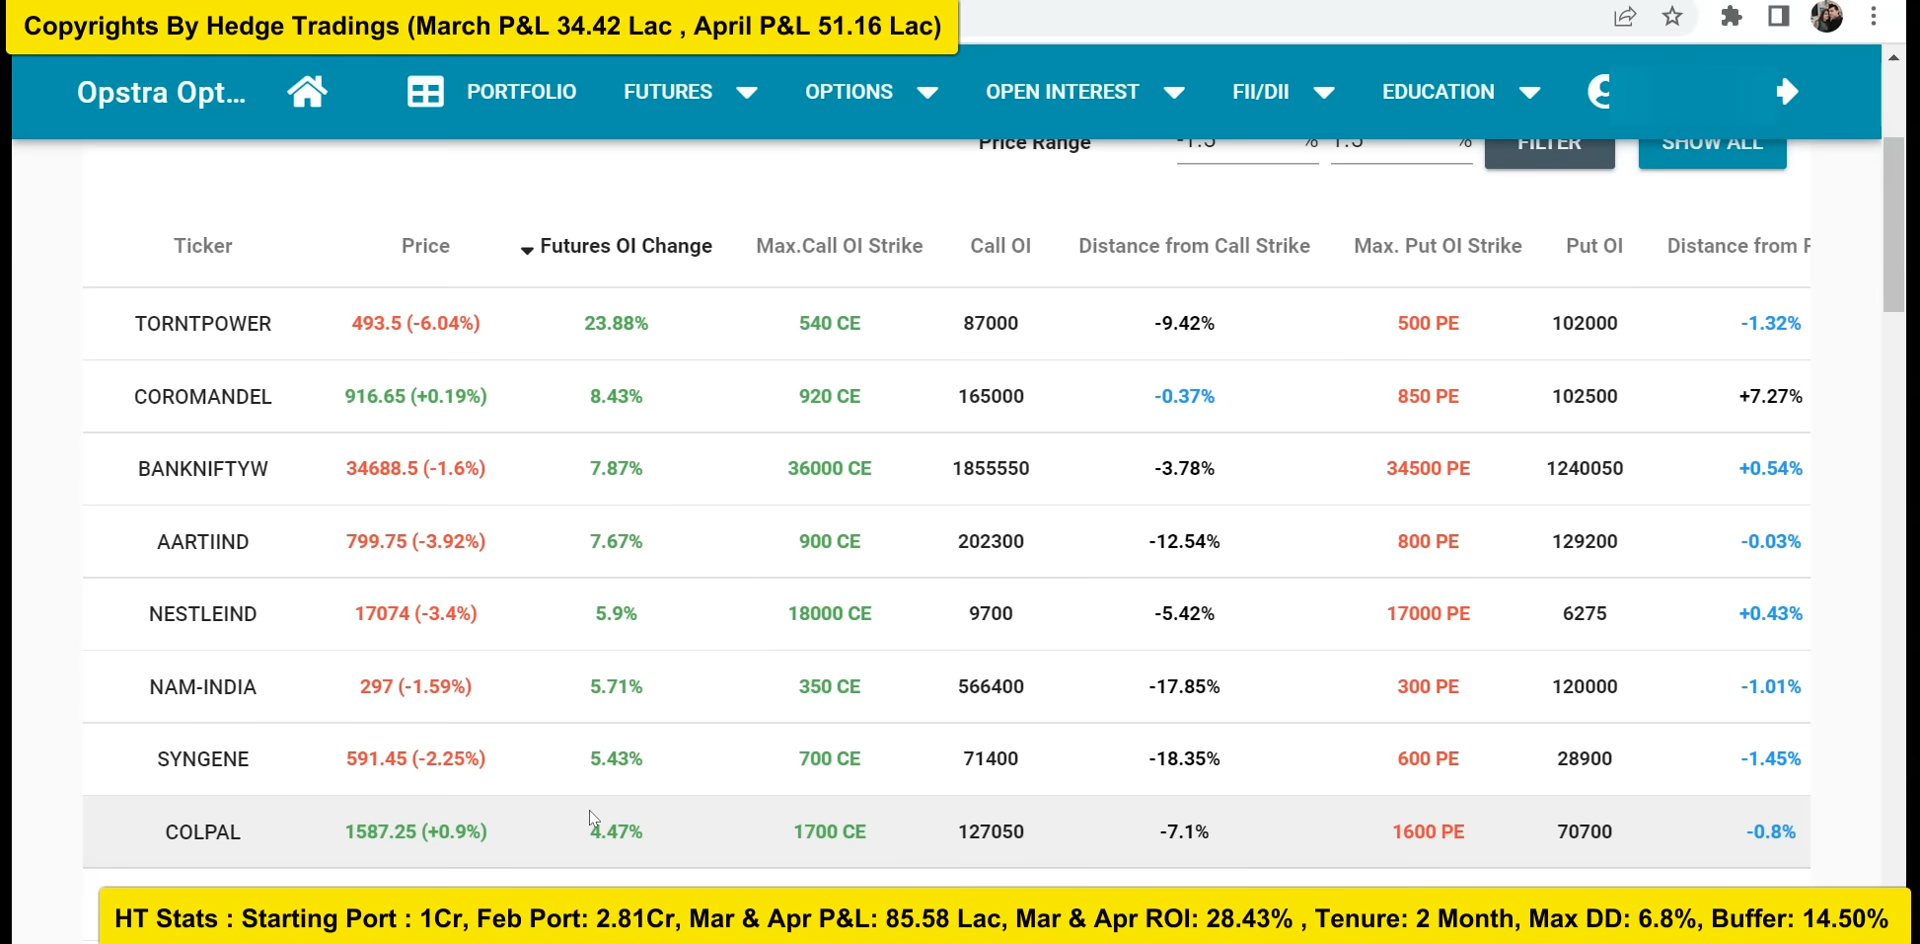 Copyrights By Hedge Tradings (March P&L 34.42 Lac , April P&L 51.16 Lac)
Opstra Opt... PORTFOLIO FUTURES OPTIONS OPEN INTEREST FII/DII EDUCATION
Price Range -1.5 % 1.5 % FILTER SHOW ALL
Ticker Price Futures OI Change Max.Call OI Strike Call OI Distance from Call Strike Max. Put OI Strike Put OI Distance from
TORNTPOWER 493.5 (-6.04%) 23.88% 540 CE 87000 -9.42% 500 PE 102000 -1.32%
COROMANDEL 916.65 (+0.19%) 8.43% 920 CE 165000 -0.37% 850 PE 102500 +7.27%
BANKNIFTYW 34688.5 (-1.6%) 7.87% 36000 CE 1855550 -3.78% 34500 PE 1240050 +0.54%
AARTIIND 799.75 (-3.92%) 7.67% 900 CE 202300 -12.54% 800 PE 129200 -0.03%
NESTLEIND 17074 (-3.4%) 5.9% 18000 CE 9700 -5.42% 17000 PE 6275 +0.43%
NAM-INDIA 297 (-1.59%) 5.71% 350 CE 566400 -17.85% 300 PE 120000 -1.01%
SYNGENE 591.45 (-2.25%) 5.43% 700 CE 71400 -18.35% 600 PE 28900 -1.45%
COLPAL 1587.25 (+0.9%) 4.47% 1700 CE 127050 -7.1% 1600 PE 70700 -0.8%
HT Stats : Starting Port : 1Cr, Feb Port: 2.81Cr, Mar & Apr P&L: 85.58 Lac, Mar & Apr ROI: 28.43% , Tenure: 2 Month, Max DD: 6.8%, Buffer: 14.50%